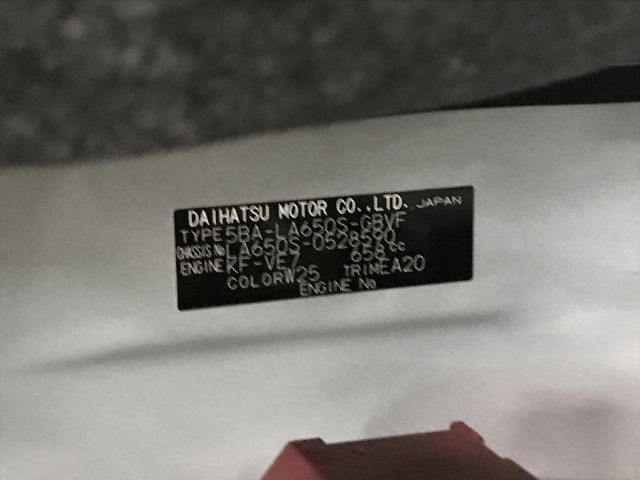 DAIHATSU MOTOR CO.,LTD. JAPAN
TYPE 5BA-LA650S-GBVF
CHASSIS No LA650S-0528520
ENGINE KF-VE7 658cc
COLOR W25 TRIM EA20
ENGINE No